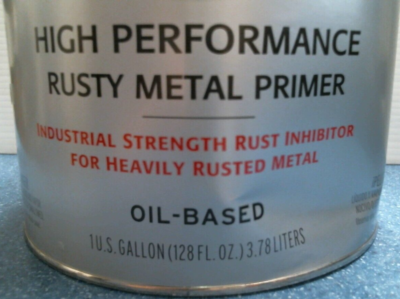 HIGH PERFORMANCE
RUSTY METAL PRIMER
INDUSTRIAL STRENGTH RUST INHIBITOR
FOR HEAVILY RUSTED METAL
OIL-BASED
1 U.S. GALLON (128 FL. OZ.) 3.78 LITERS